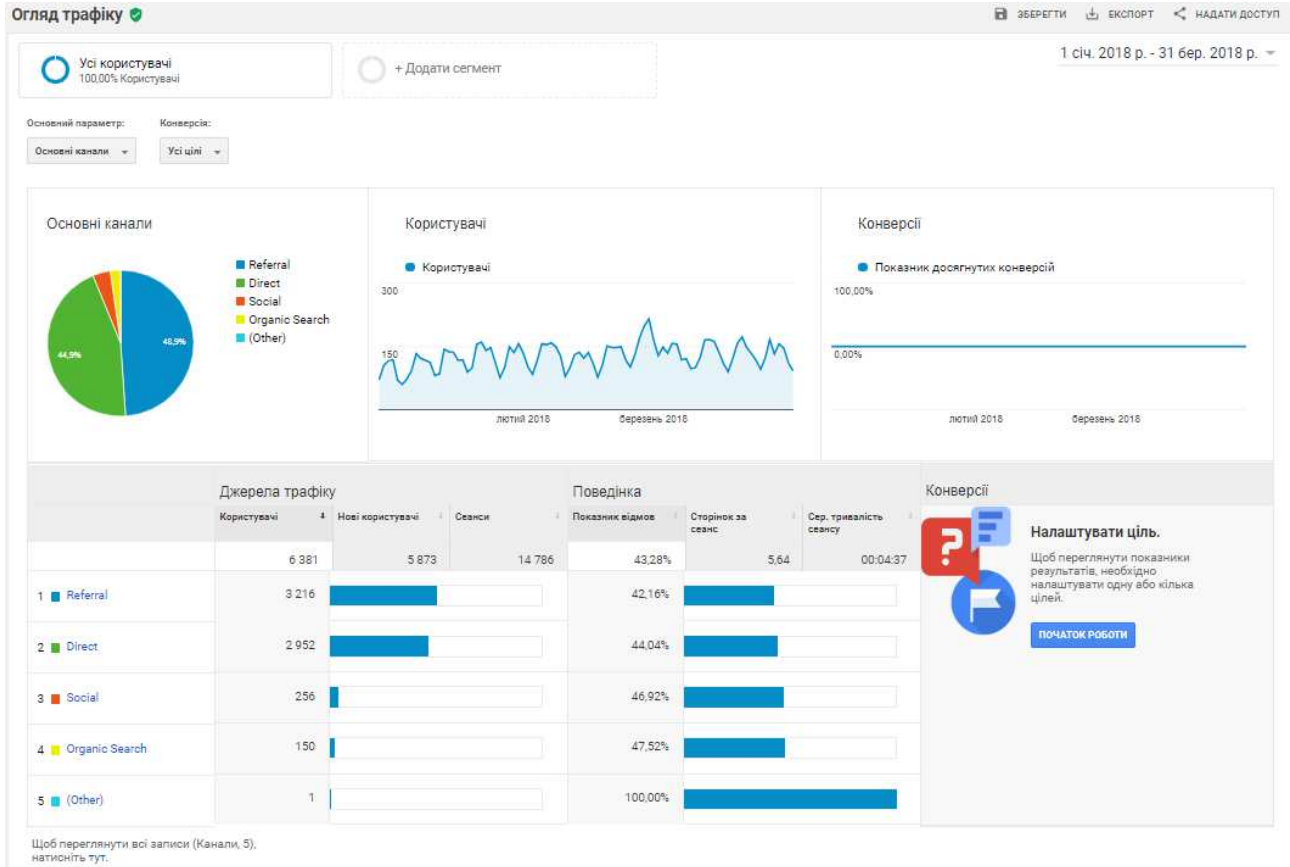 Огляд трафіку
ЗБЕРЕГТИ ЕКСПОРТ НАДАТИ ДОСТУП
Усі користувачі
100,00% Користувачі
+ Додати сегмент
1 січ. 2018 р. - 31 бер. 2018 р.
Основний параметр: Конверсія:
Основні канали Усі цілі
Основні канали
Referral
Direct
Social
Organic Search
(Other)
44,9%
48,9%
Користувачі
Користувачі
300
150
лютий 2018 березень 2018
Конверсії
Показник досягнутих конверсій
100,00%
0,00%
лютий 2018 березень 2018
Джерела трафіку Поведінка Конверсії
Користувачі Нові користувачі Сеанси Показник відмов Сторінок за сеанс Сер. тривалість сеансу
6 381 5 873 14 786 43,28% 5,64 00:04:37
1 Referral 3 216 42,16%
2 Direct 2 952 44,04%
3 Social 256 46,92%
4 Organic Search 150 47,52%
5 (Other) 1 100,00%
Налаштувати ціль.
Щоб переглянути показники
результатів, необхідно
налаштувати одну або кілька
цілей.
ПОЧАТОК РОБОТИ
Щоб переглянути всі записи (Канали, 5),
натисніть тут.